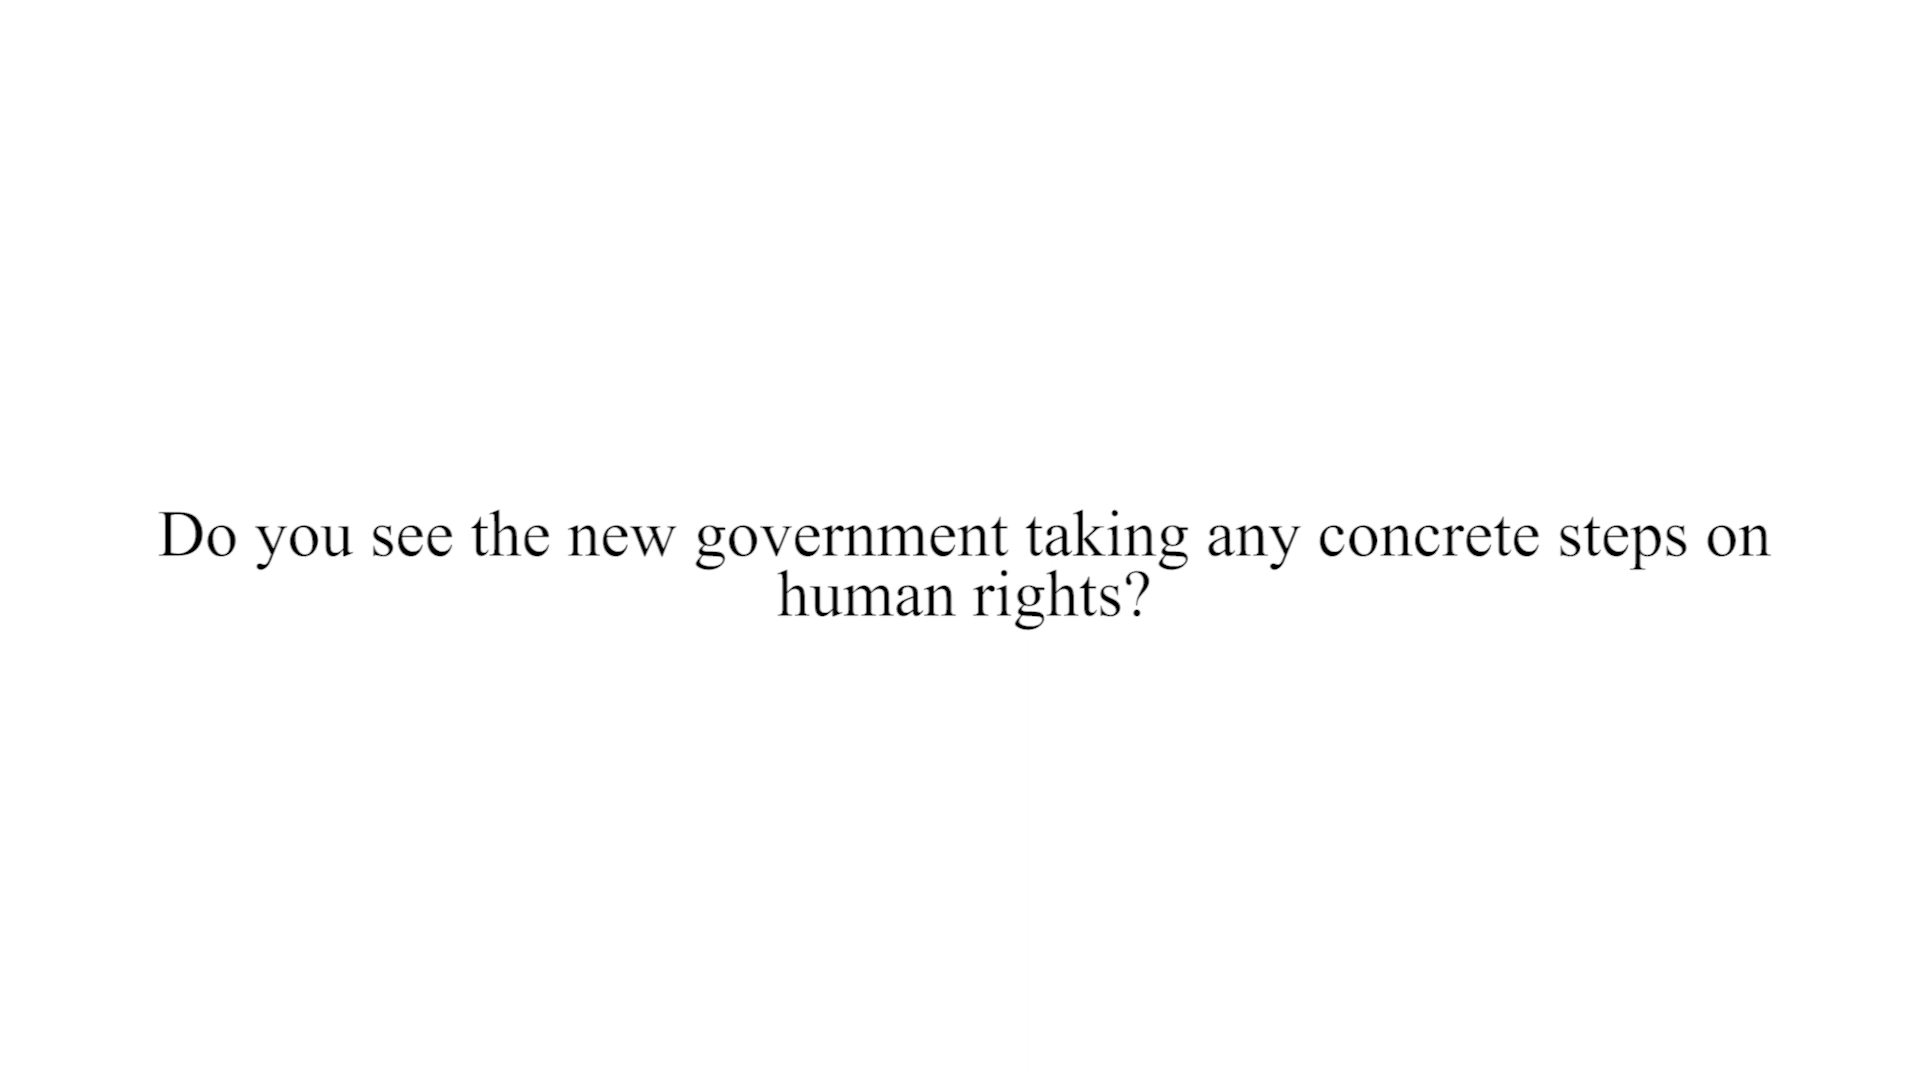 Do you see the new government taking any concrete steps on
human rights?